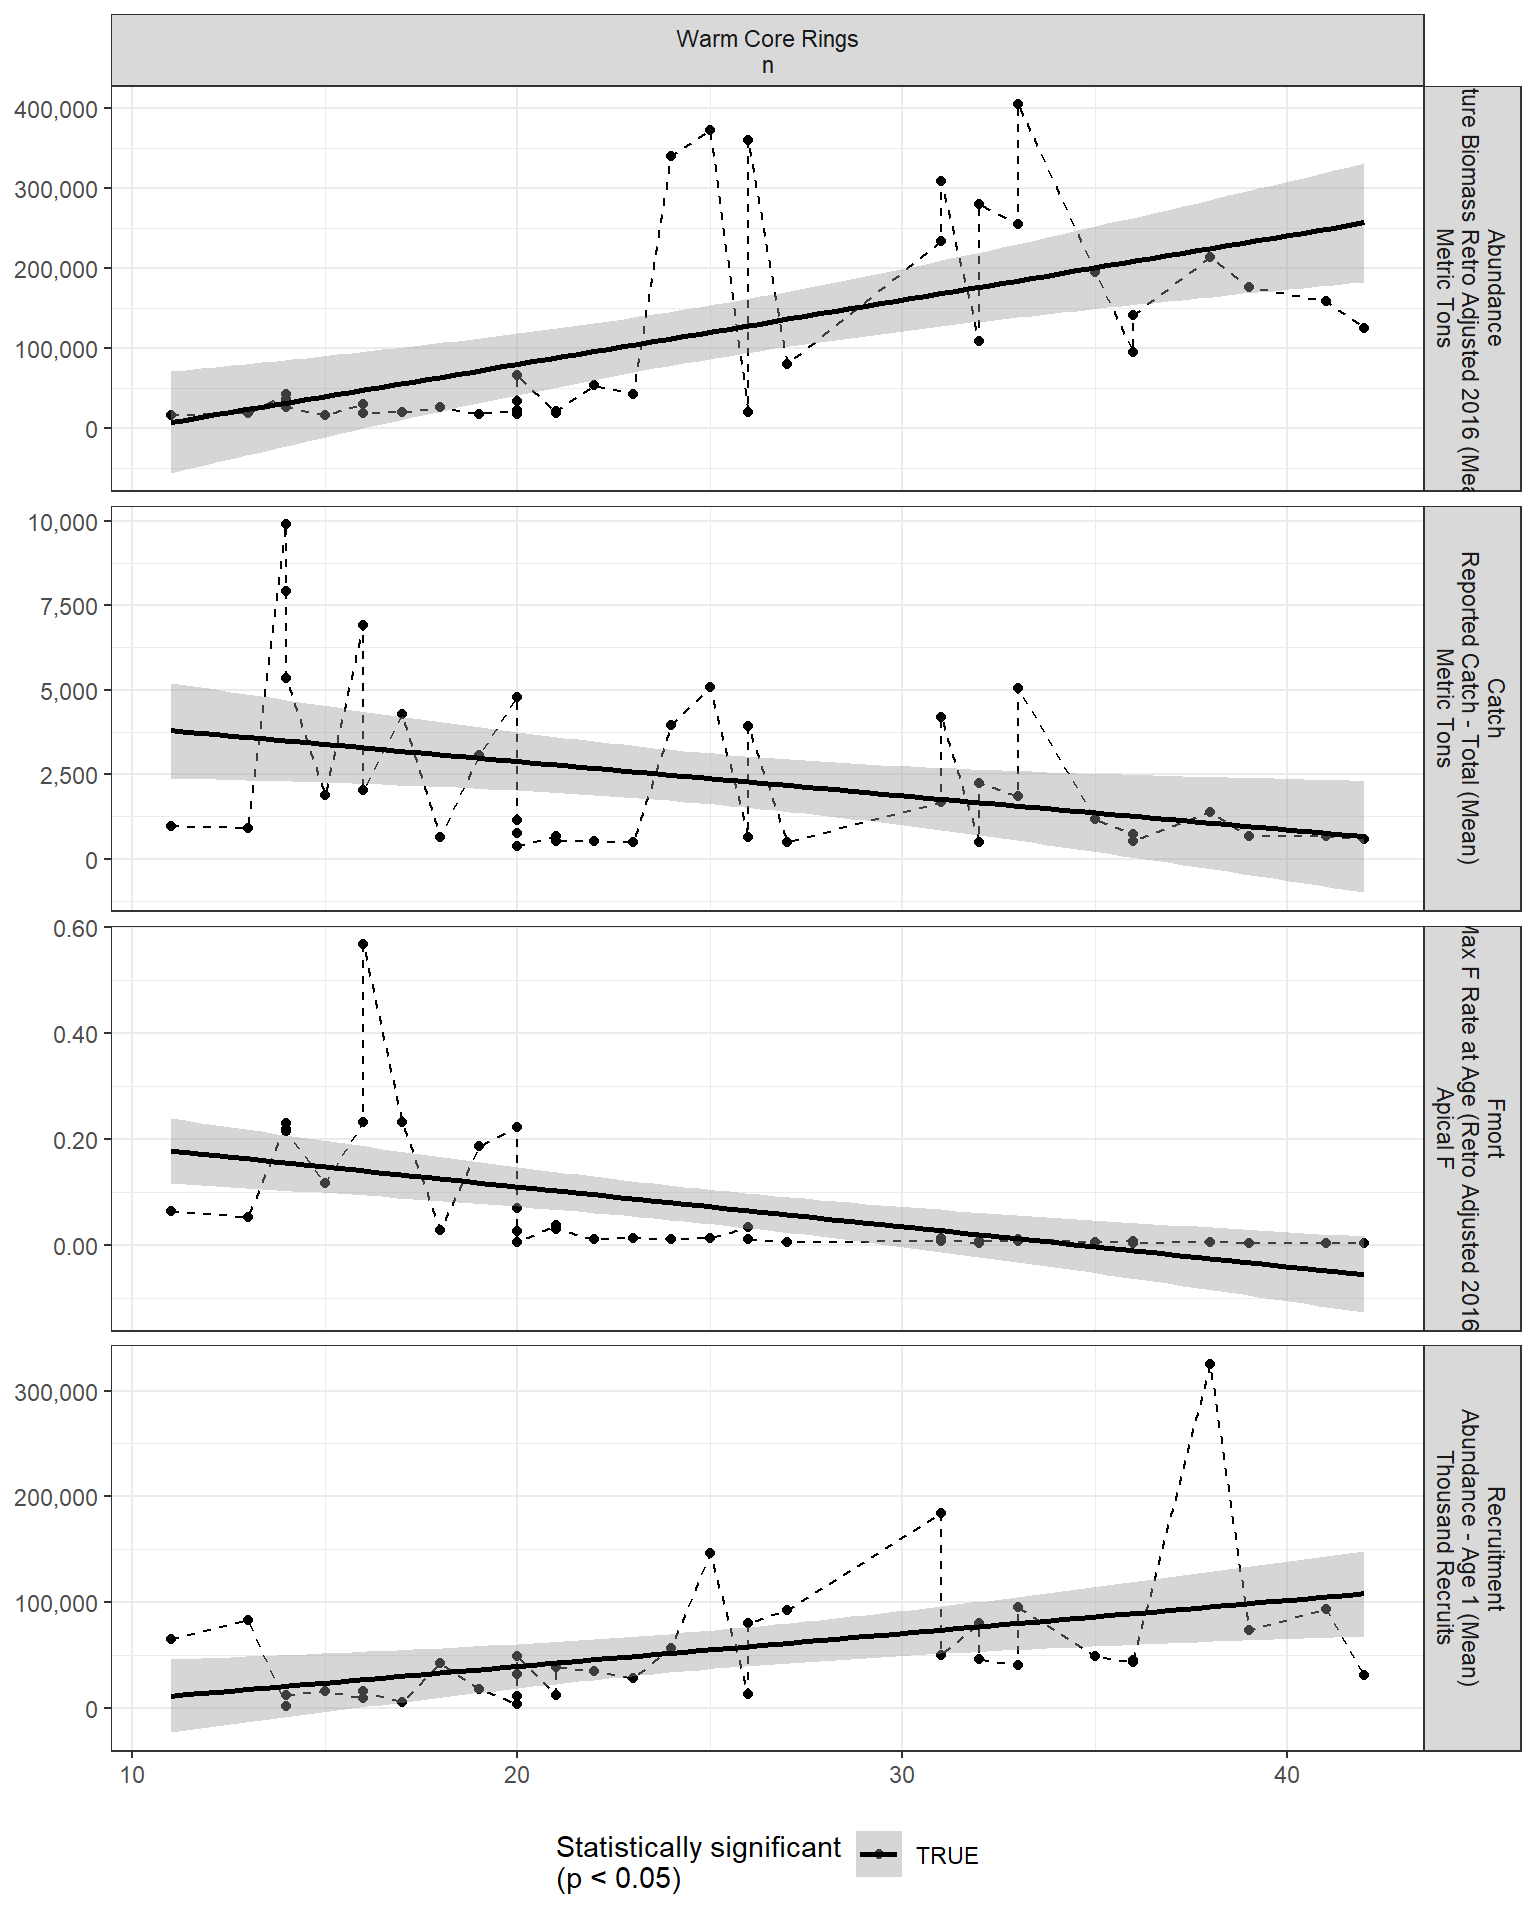 Warm Core Rings
n
400,000
300,000
200,000
100,000
0
Abundance
ture Biomass Retro Adjusted 2016 (Mea
Metric Tons
10,000
7,500
5,000
2,500
0
Catch
Reported Catch - Total (Mean)
Metric Tons
0.60
0.40
0.20
0.00
Fmort
Max F Rate at Age (Retro Adjusted 2016
Apical F
300,000
200,000
100,000
0
Recruitment
Abundance - Age 1 (Mean)
Thousand Recruits
10 20 30 40
Statistically significant
(p < 0.05)
TRUE